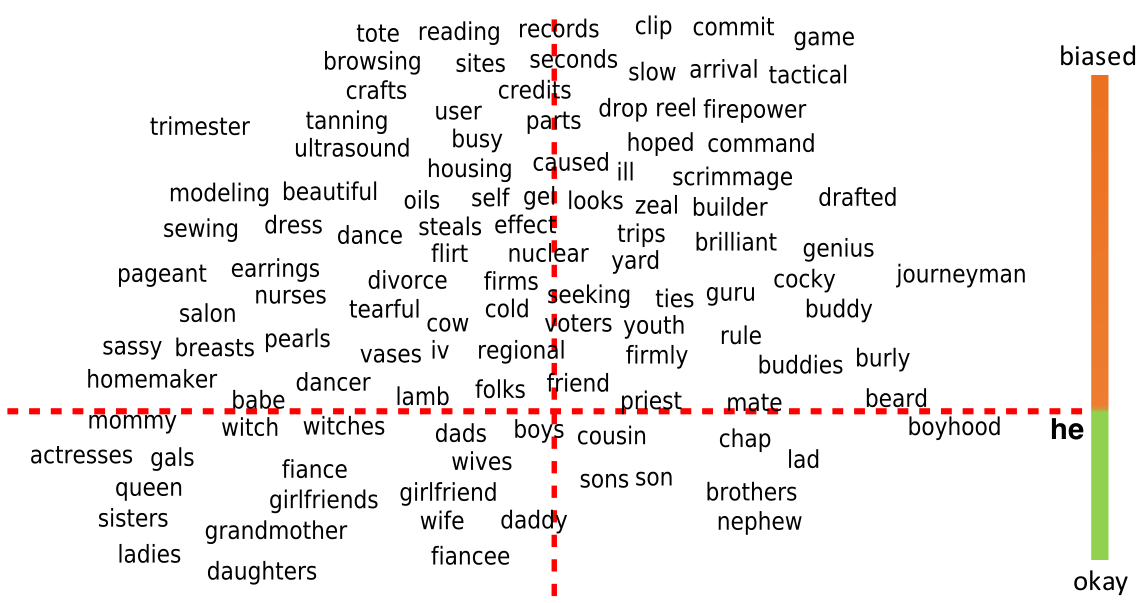 tote reading records clip commit game
biased
browsing sites seconds slow arrival tactical
crafts credits drop reel firepower
trimester tanning user parts
ultrasound busy hoped command
housing caused ill scrimmage
modeling beautiful oils self gel looks zeal builder drafted
sewing dress dance steals effect trips brilliant genius
flirt nuclear yard
pageant earrings divorce firms cocky journeyman
nurses seeking ties guru buddy
salon tearful cow cold voters youth rule
sassy breasts pearls vases iv regional firmly buddies burly
homemaker dancer lamb folks friend
babe priest mate beard
mommy witch witches dads boys cousin chap boyhood he
actresses gals fiance wives lad
queen girlfriends girlfriend sons son brothers
sisters grandmother wife daddy nephew
ladies daughters fiancee
okay